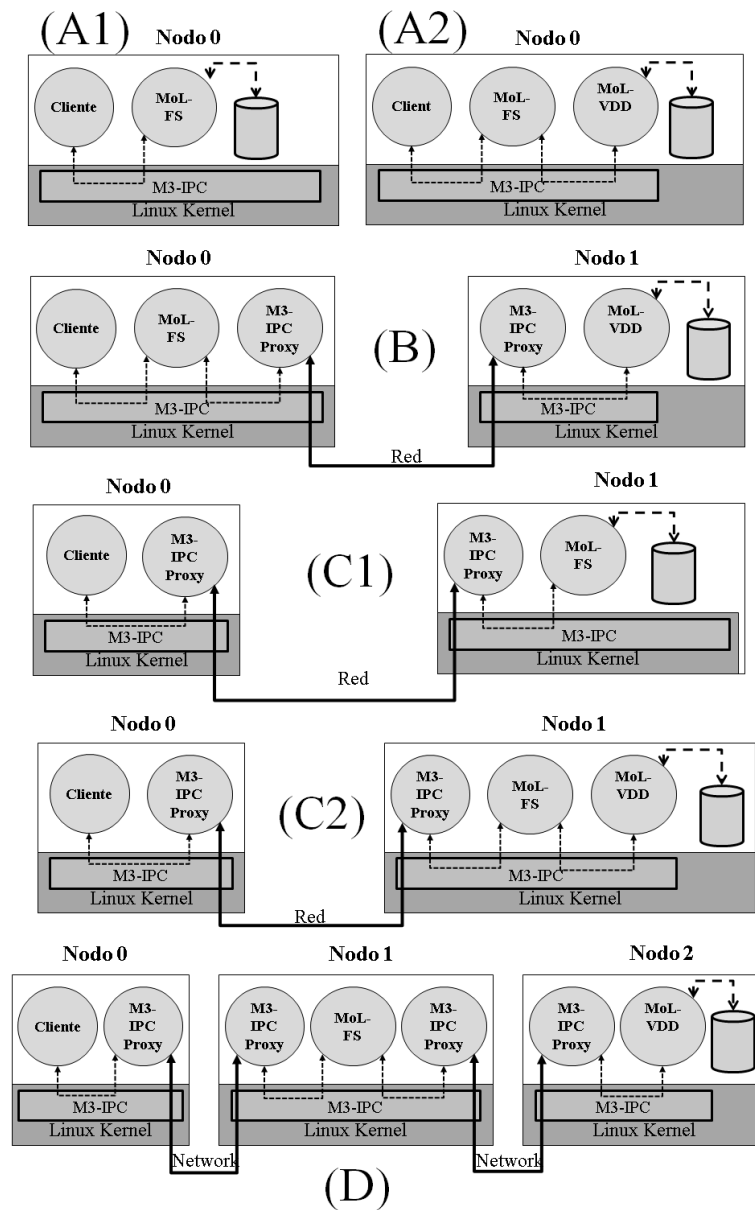 (A1)
Nodo 0
(A2)
Nodo 0
Cliente
MoL-
FS
M3-IPC
Linux Kernel
Client
MoL-
FS
MoL-
VDD
M3-IPC
Linux Kernel
Nodo 0
Nodo 1
Cliente
MoL-
FS
M3-
IPC
Proxy
M3-IPC
Linux Kernel
(B)
M3-
IPC
Proxy
MoL-
VDD
M3-IPC
Linux Kernel
Red
Nodo 0
Nodo 1
Cliente
M3-
IPC
Proxy
M3-IPC
Linux Kernel
(C1)
M3-
IPC
Proxy
MoL-
FS
M3-IPC
Linux Kernel
Red
Nodo 0
Nodo 1
Cliente
M3-
IPC
Proxy
M3-IPC
Linux Kernel
(C2)
M3-
IPC
Proxy
MoL-
FS
MoL-
VDD
M3-IPC
Linux Kernel
Red
Nodo 0
Nodo 1
Nodo 2
Cliente
M3-
IPC
Proxy
M3-IPC
Linux Kernel
M3-
IPC
Proxy
MoL-
FS
M3-
IPC
Proxy
M3-IPC
Linux Kernel
M3-
IPC
Proxy
MoL-
VDD
M3-IPC
Linux Kernel
Network
Network
(D)